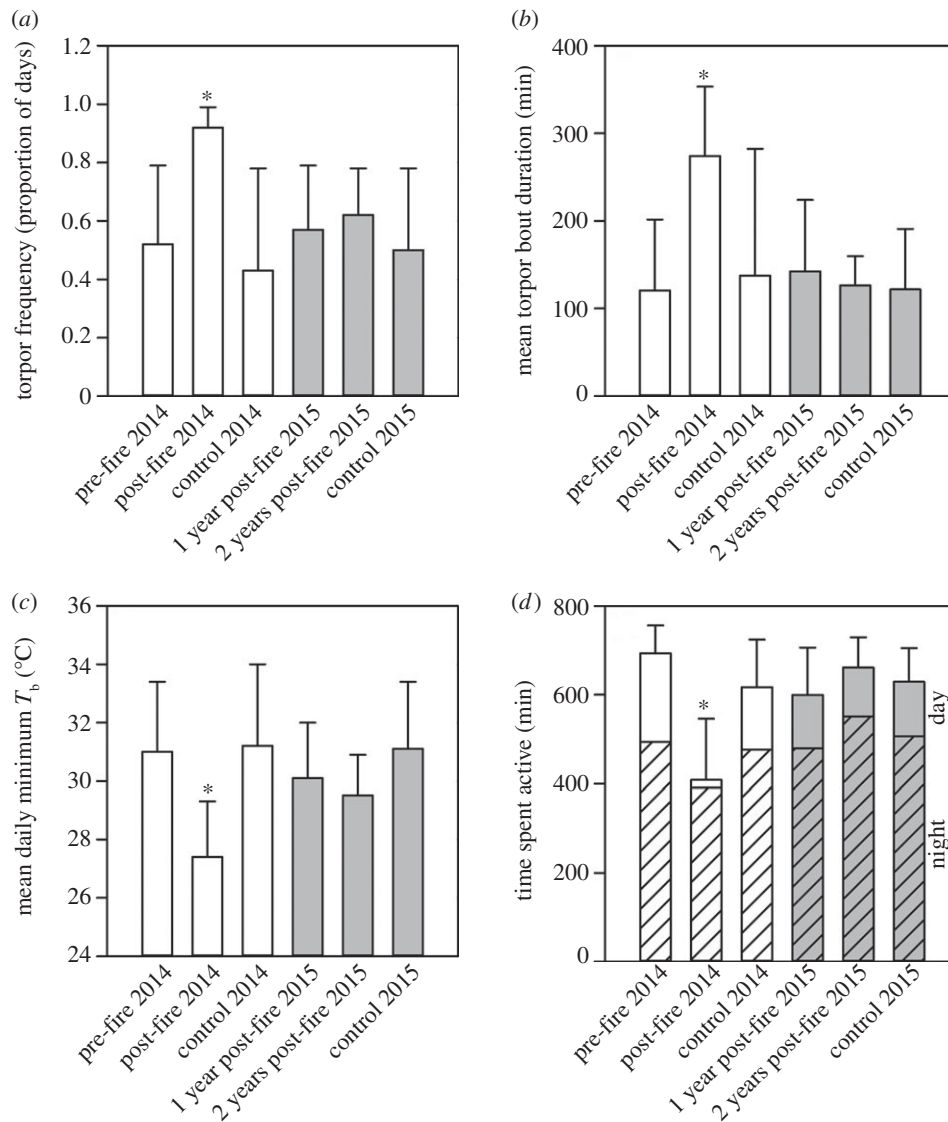 (a)
torpor frequency (proportion of days)
1.2
1.0
0.8
0.6
0.4
0.2
0
*
pre-fire 2014
post-fire 2014
control 2014
1 year post-fire 2015
2 years post-fire 2015
control 2015
(b)
mean torpor bout duration (min)
400
300
200
100
0
*
pre-fire 2014
post-fire 2014
control 2014
1 year post-fire 2015
2 years post-fire 2015
control 2015
(c)
mean daily minimum Tb (°C)
36
34
32
30
28
26
24
*
pre-fire 2014
post-fire 2014
control 2014
1 year post-fire 2015
2 years post-fire 2015
control 2015
(d)
time spent active (min)
800
600
400
200
0
*
day
night
pre-fire 2014
post-fire 2014
control 2014
1 year post-fire 2015
2 years post-fire 2015
control 2015